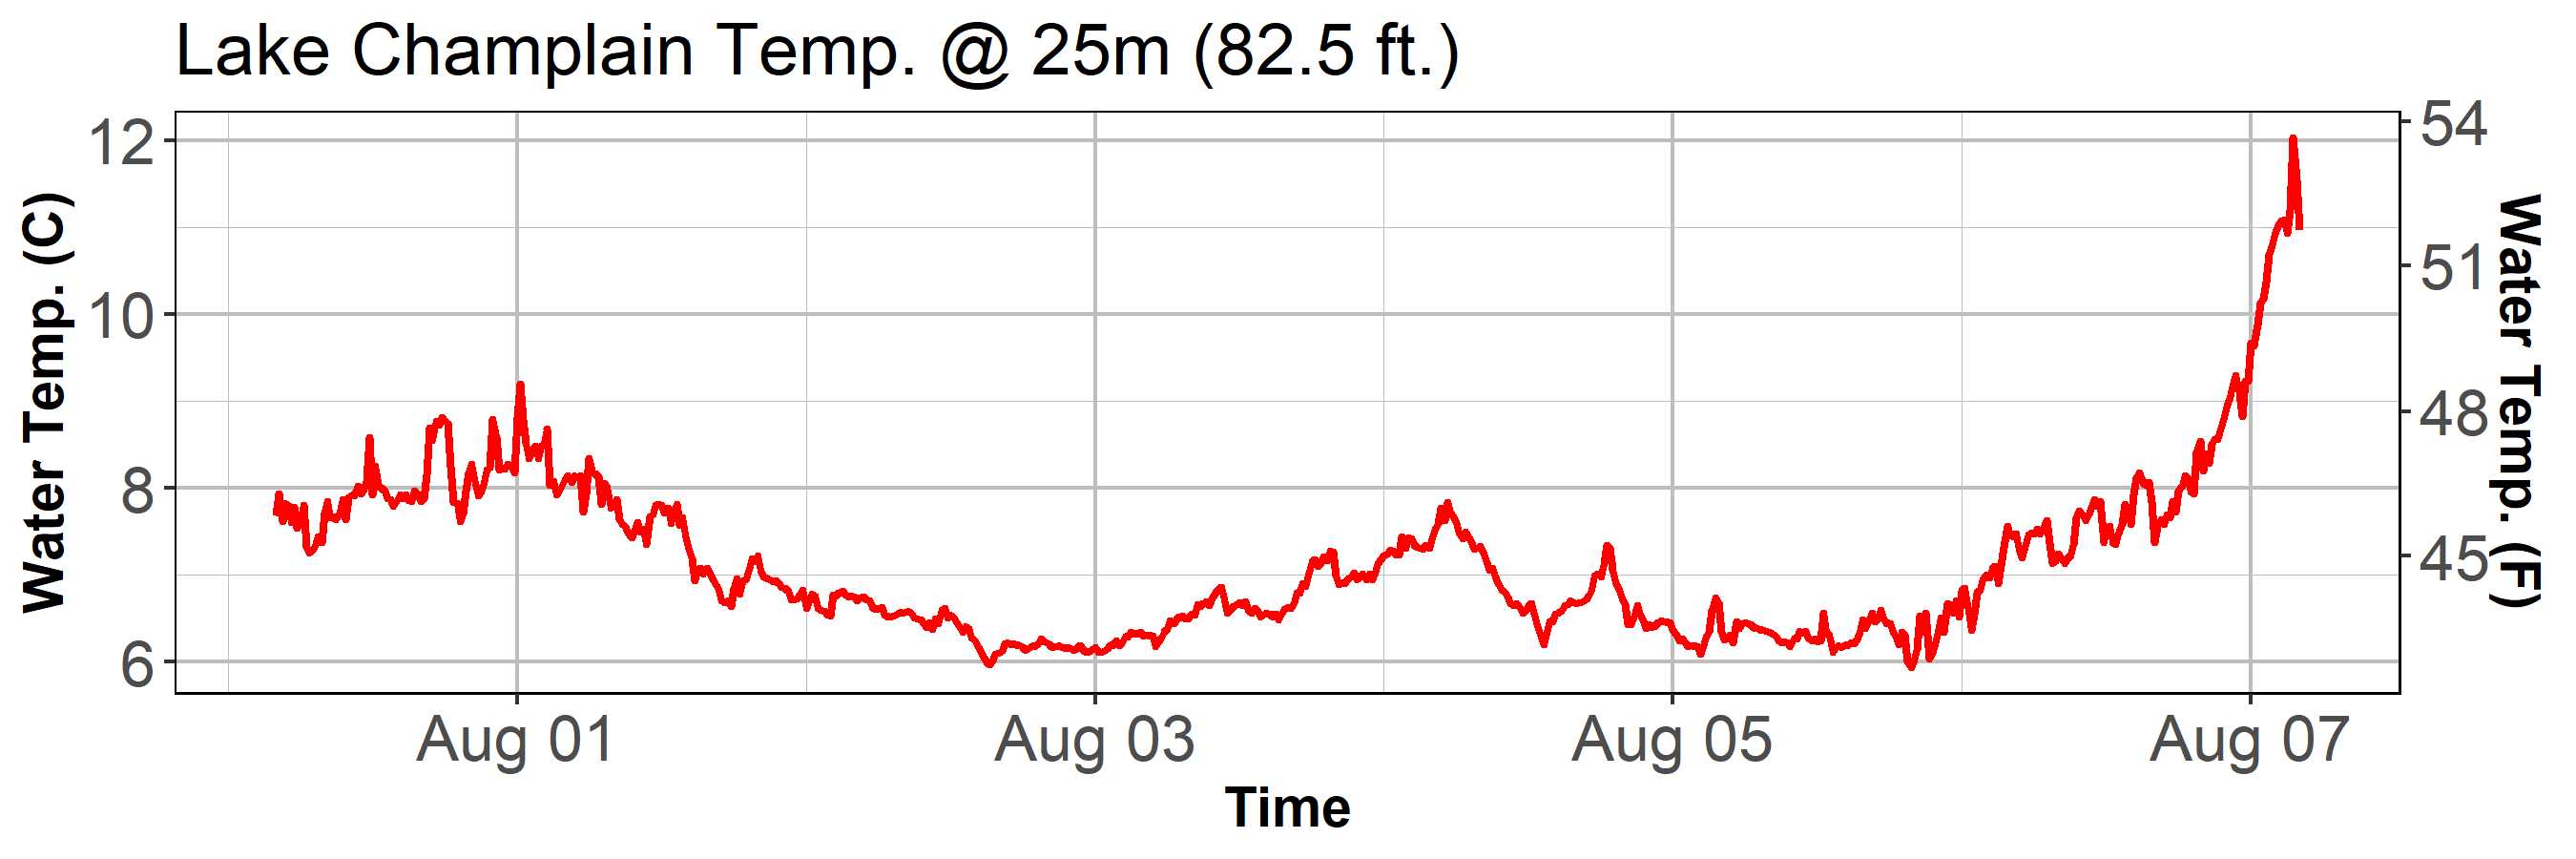 Lake Champlain Temp. @ 25m (82.5 ft.)
Water Temp. (C)
12
10
8
6
54
51
48
45
Water Temp. (F)
Aug 01
Aug 03
Aug 05
Aug 07
Time